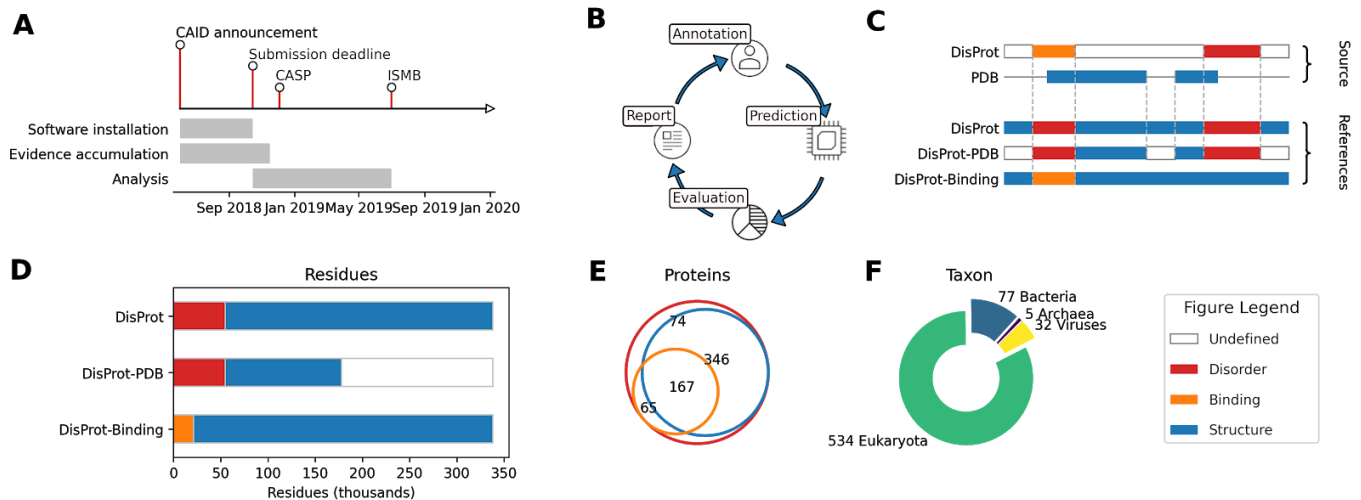 A
CAID announcement
Submission deadline
CASP
ISMB
Software installation
Evidence accumulation
Analysis
Sep 2018 Jan 2019 May 2019 Sep 2019 Jan 2020
B
Annotation
Prediction
Report
Evaluation
C
DisProt
PDB
Source
DisProt
DisProt-PDB
DisProt-Binding
References
D
Residues
DisProt
DisProt-PDB
DisProt-Binding
0 50 100 150 200 250 300 350
Residues (thousands)
E
Proteins
74
346
167
65
F
Taxon
77 Bacteria
5 Archaea
32 Viruses
534 Eukaryota
Figure Legend
Undefined
Disorder
Binding
Structure